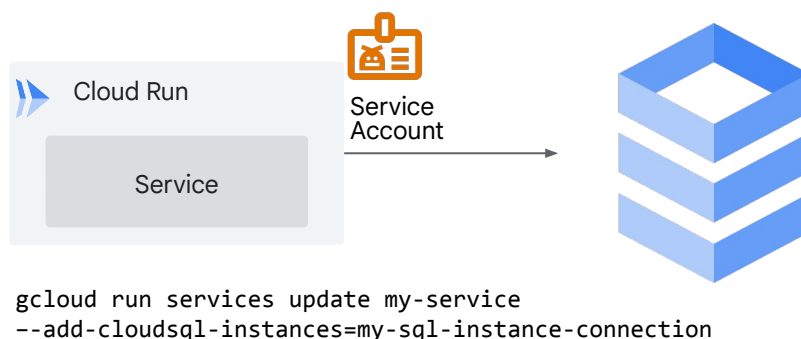 Cloud Run
Service
Account
Service
gcloud run services update my-service
–-add-cloudsql-instances=my-sql-instance-connection